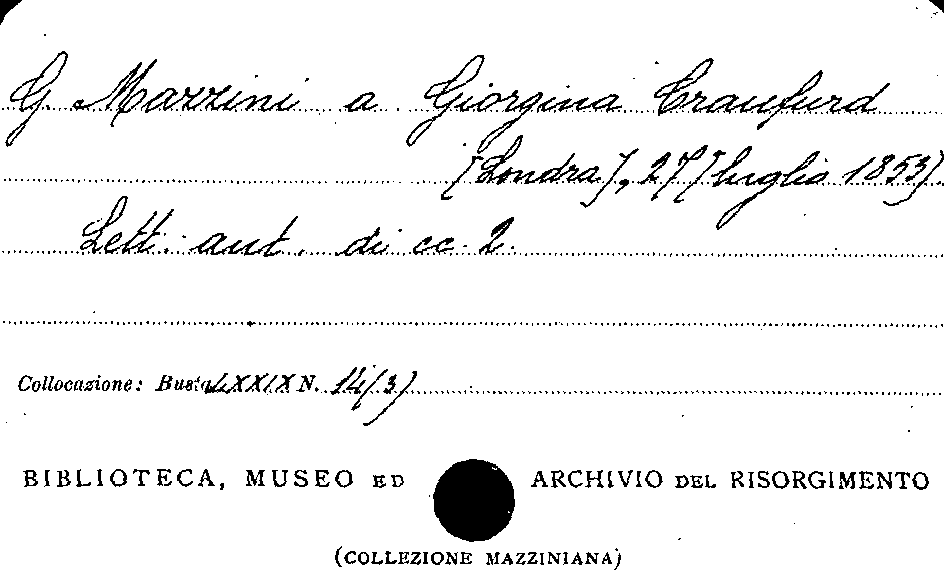 G. Mazzini a Giorgina Craufurd
[Londra], 27 [luglio 1853].
Lett. aut. di cc. 2.
Collocazione: Busta LXXIX N. 14(3)
BIBLIOTECA, MUSEO ED ARCHIVIO DEL RISORGIMENTO
(COLLEZIONE MAZZINIANA)